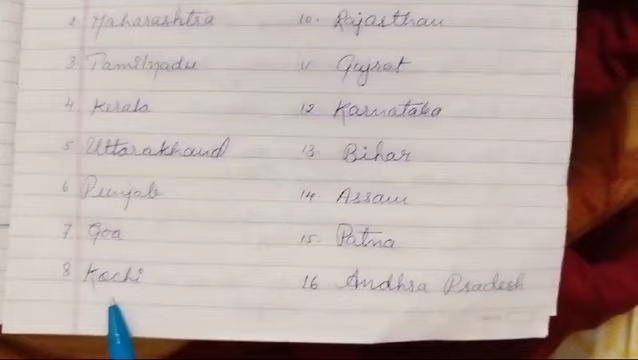 2 Maharashtra
3 Tamilnadu
4 Kerala
5 Uttarakhand
6 Punjab
7 Goa
8 Kochi
10. Rajasthan
11 Gujrat
12 Karnataka
13. Bihar
14 Assam
15. Patna
16 Andhra Pradesh